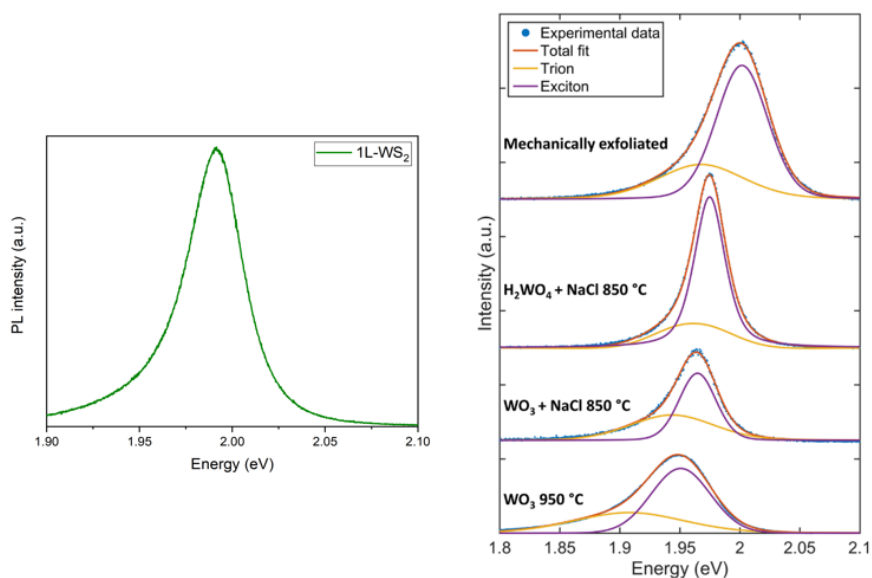 1L-WS₂
PL intensity (a.u.)
1.90 1.95 2.00 2.05 2.10
Energy (eV)
Experimental data
Total fit
Trion
Exciton
Mechanically exfoliated
H₂WO₄ + NaCl 850 °C
WO₃ + NaCl 850 °C
WO₃ 950 °C
Intensity (a.u.)
1.8 1.85 1.9 1.95 2 2.05 2.1
Energy (eV)